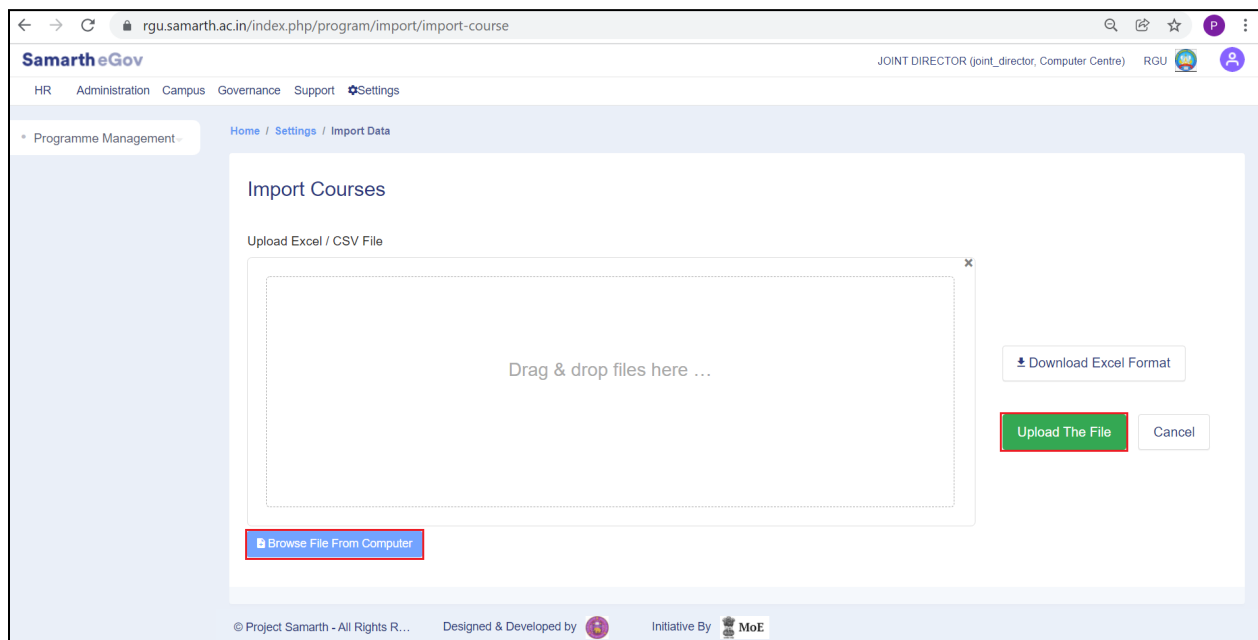 rgu.samarth.ac.in/index.php/program/import/import-course
P
SamartheGov
JOINT DIRECTOR (joint_director, Computer Centre) RGU
HR Administration Campus Governance Support Settings
Programme Management
Home / Settings / Import Data
Import Courses
Upload Excel / CSV File
×
Drag & drop files here …
Download Excel Format
Upload The File Cancel
Browse File From Computer
© Project Samarth - All Rights R... Designed & Developed by Initiative By MoE